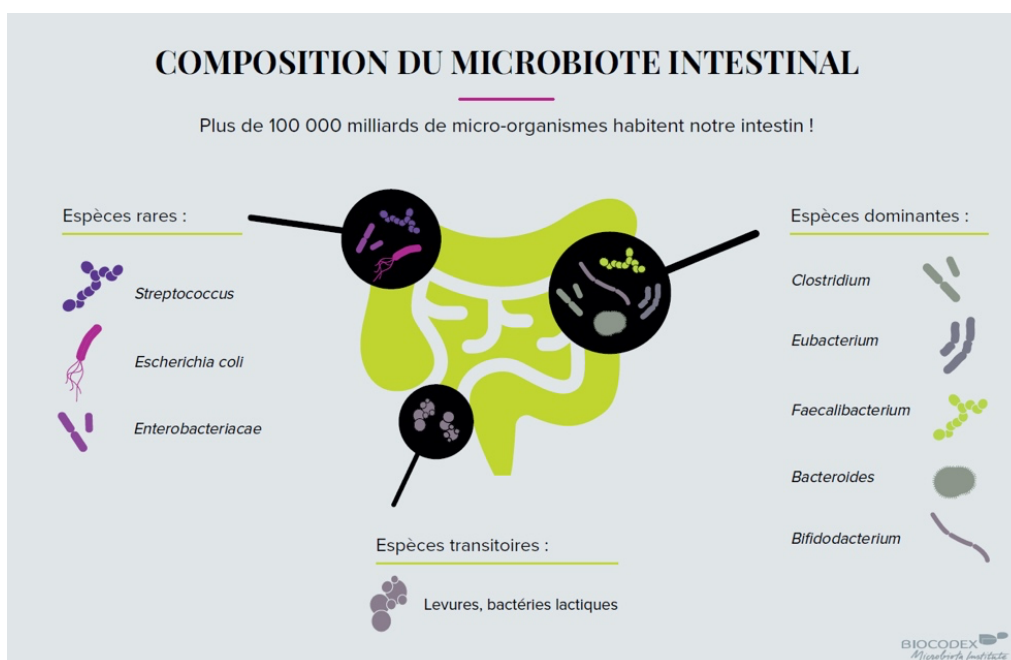 COMPOSITION DU MICROBIOTE INTESTINAL
Plus de 100 000 milliards de micro-organismes habitent notre intestin !
Espèces rares :
Streptococcus
Escherichia coli
Enterobacteriacae
Espèces dominantes :
Clostridium
Eubacterium
Faecalibacterium
Bacteroides
Bifidobacterium
Espèces transitoires :
Levures, bactéries lactiques
BIOCODEX
Microbiota Institute